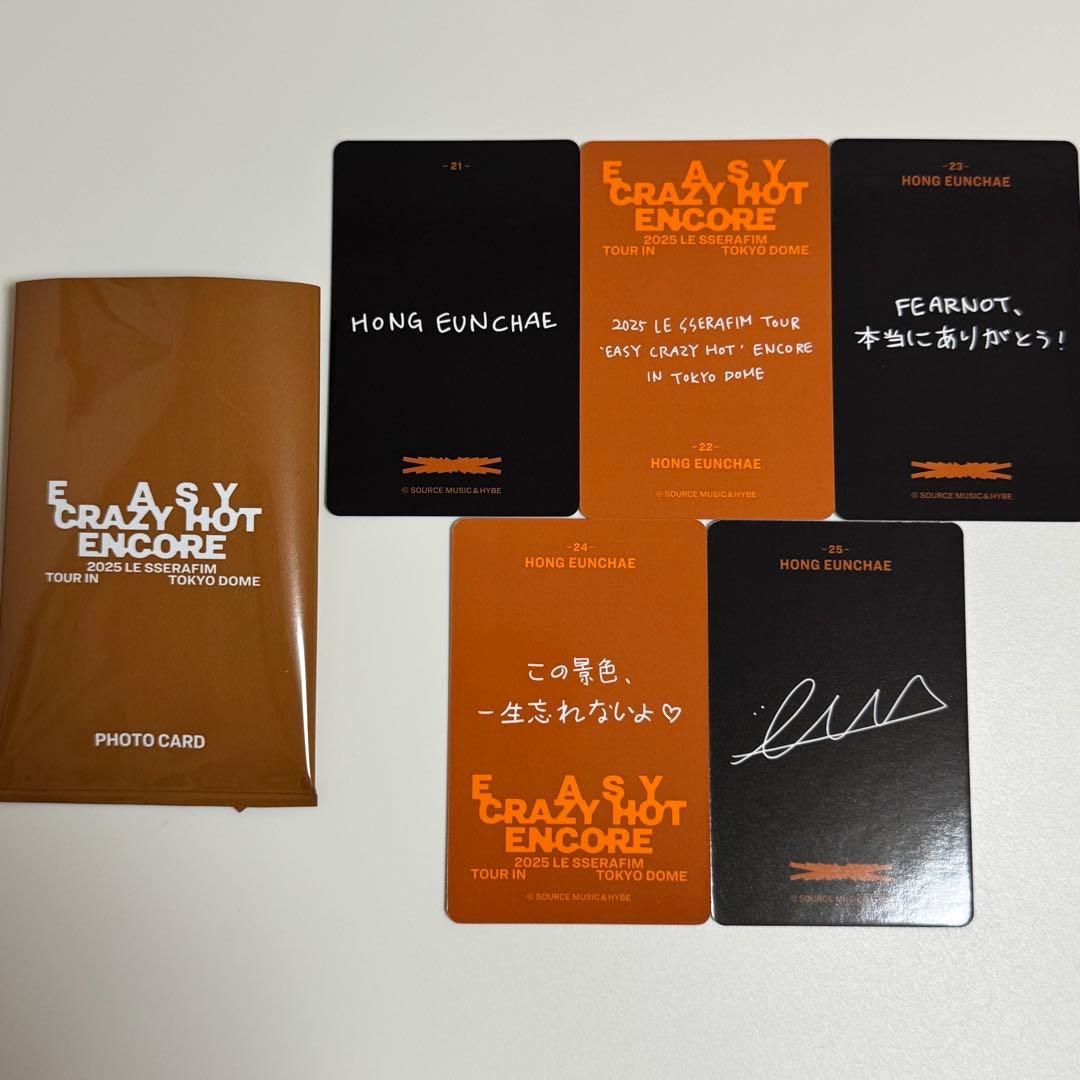 E ASY
CRAZY HOT
ENCORE
2025 LE SSERAFIM
TOUR IN TOKYO DOME
PHOTO CARD
-21-
HONG EUNCHAE
© SOURCE MUSIC & HYBE
E ASY
CRAZY HOT
ENCORE
2025 LE SSERAFIM
TOUR IN TOKYO DOME
2025 LE SSERAFIM TOUR
'EASY CRAZY HOT' ENCORE
IN TOKYO DOME
-22-
HONG EUNCHAE
© SOURCE MUSIC & HYBE
-23-
HONG EUNCHAE
FEARNOT、
本当にありがとう!
© SOURCE MUSIC & HYBE
-24-
HONG EUNCHAE
この景色、
一生忘れないよ♡
E ASY
CRAZY HOT
ENCORE
2025 LE SSERAFIM
TOUR IN TOKYO DOME
© SOURCE MUSIC & HYBE
-25-
HONG EUNCHAE
© SOURCE MUSIC